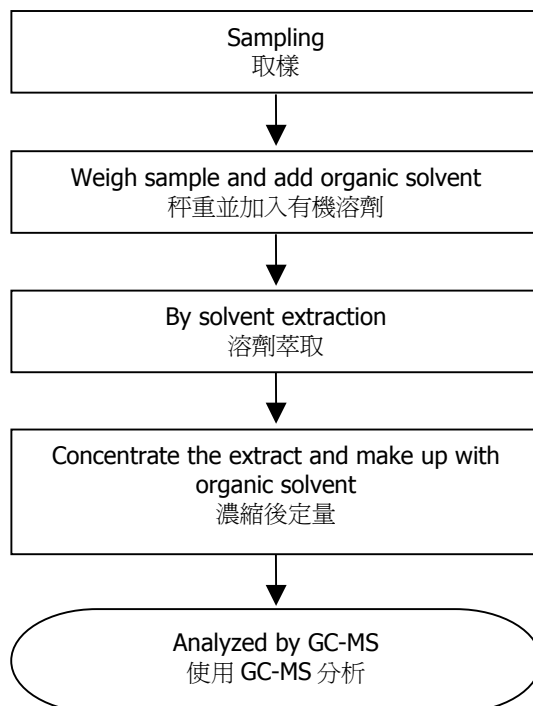 Sampling
取樣
Weigh sample and add organic solvent
秤重並加入有機溶劑
By solvent extraction
溶劑萃取
Concentrate the extract and make up with
organic solvent
濃縮後定量
Analyzed by GC-MS
使用 GC-MS 分析